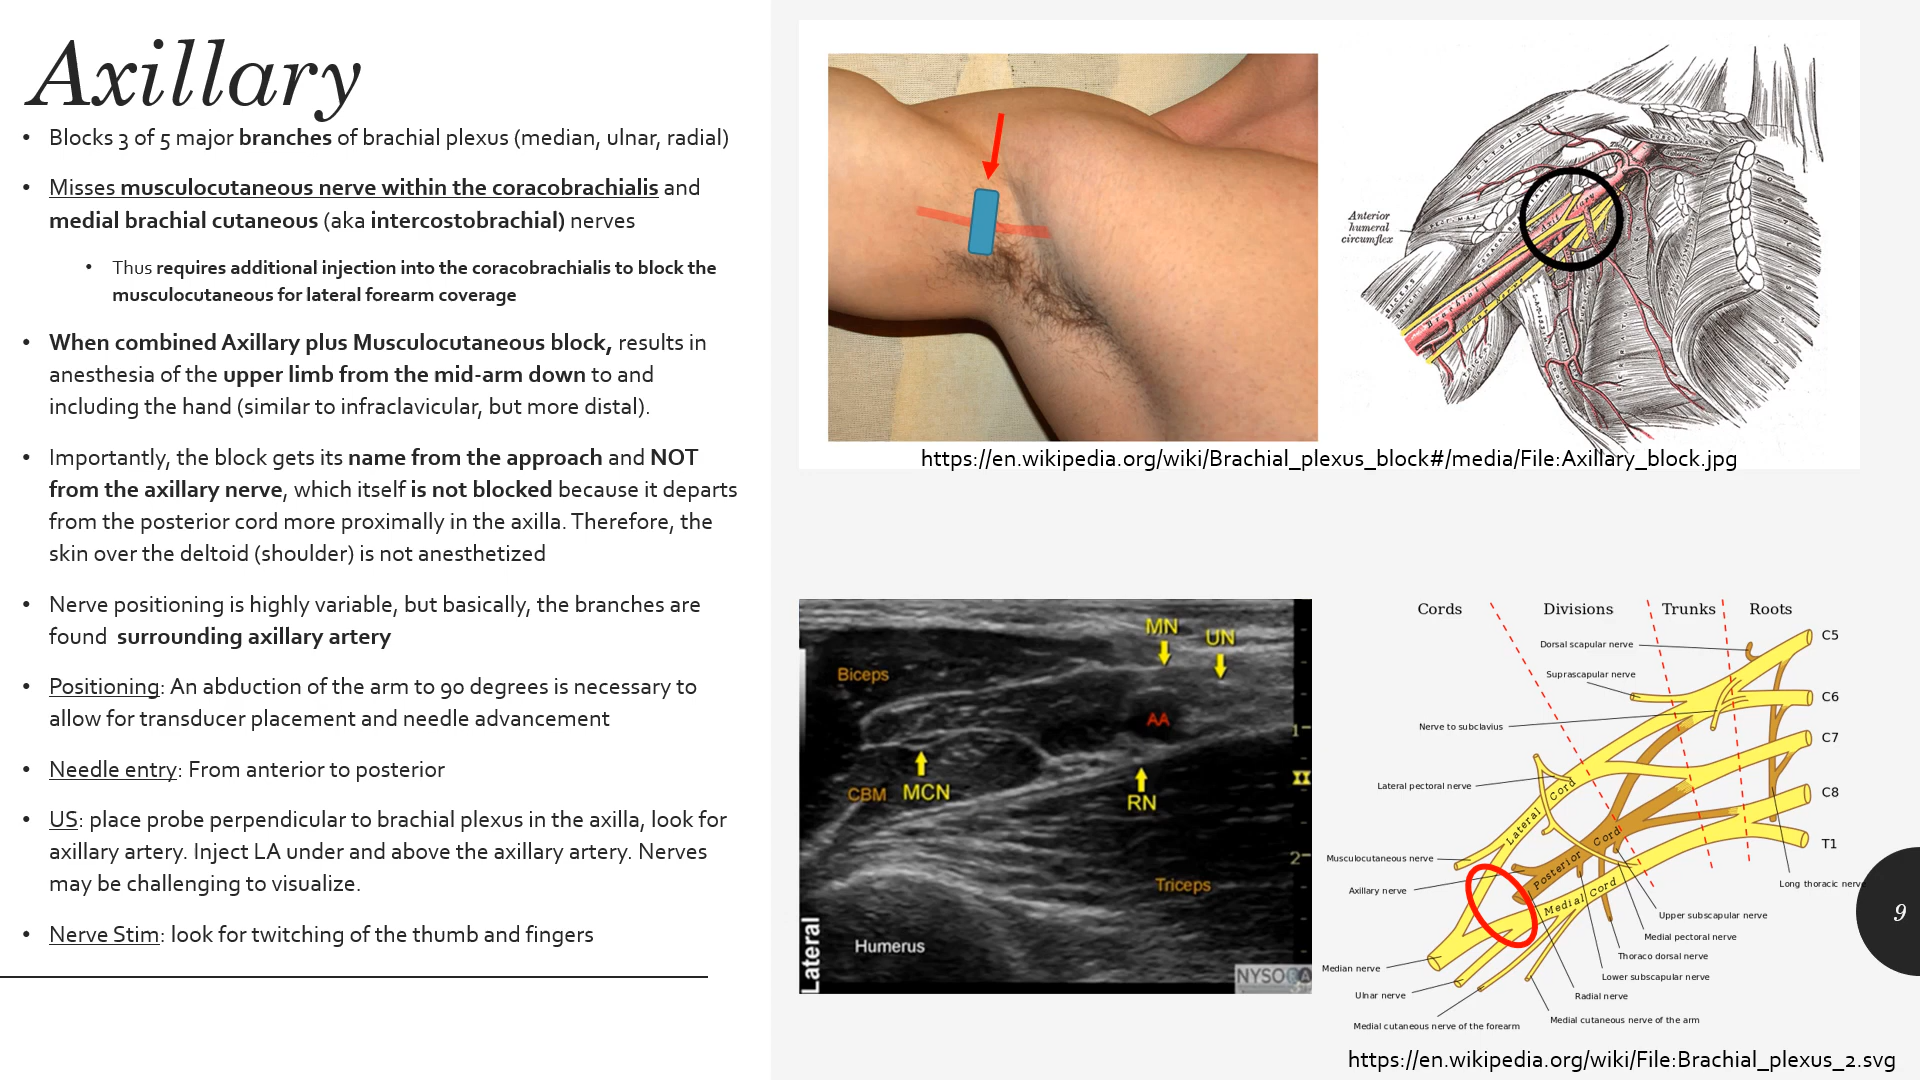 Axillary
• Blocks 3 of 5 major branches of brachial plexus (median, ulnar, radial)
• Misses musculocutaneous nerve within the coracobrachialis and
medial brachial cutaneous (aka intercostobrachial) nerves
• Thus requires additional injection into the coracobrachialis to block the
musculocutaneous for lateral forearm coverage
• When combined Axillary plus Musculocutaneous block, results in
anesthesia of the upper limb from the mid-arm down to and
including the hand (similar to infraclavicular, but more distal).
• Importantly, the block gets its name from the approach and NOT
from the axillary nerve, which itself is not blocked because it departs
from the posterior cord more proximally in the axilla. Therefore, the
skin over the deltoid (shoulder) is not anesthetized
• Nerve positioning is highly variable, but basically, the branches are
found surrounding axillary artery
• Positioning: An abduction of the arm to 90 degrees is necessary to
allow for transducer placement and needle advancement
• Needle entry: From anterior to posterior
• US: place probe perpendicular to brachial plexus in the axilla, look for
axillary artery. Inject LA under and above the axillary artery. Nerves
may be challenging to visualize.
• Nerve Stim: look for twitching of the thumb and fingers
Anterior
humeral
circumflex
https://en.wikipedia.org/wiki/Brachial_plexus_block#/media/File:Axillary_block.jpg
MN
UN
Biceps
AA
1
CBM
MCN
RN
2
Triceps
Humerus
Lateral
NYSORA
Cords
Divisions
Trunks
Roots
C5
Dorsal scapular nerve
Suprascapular nerve
C6
Nerve to subclavius
C7
Lateral pectoral nerve
C8
Lateral Cord
Posterior Cord
Medial Cord
T1
Musculocutaneous nerve
Axillary nerve
Long thoracic nerve
Upper subscapular nerve
Medial pectoral nerve
Thoraco dorsal nerve
Median nerve
Lower subscapular nerve
Ulnar nerve
Radial nerve
Medial cutaneous nerve of the forearm
Medial cutaneous nerve of the arm
9
https://en.wikipedia.org/wiki/File:Brachial_plexus_2.svg